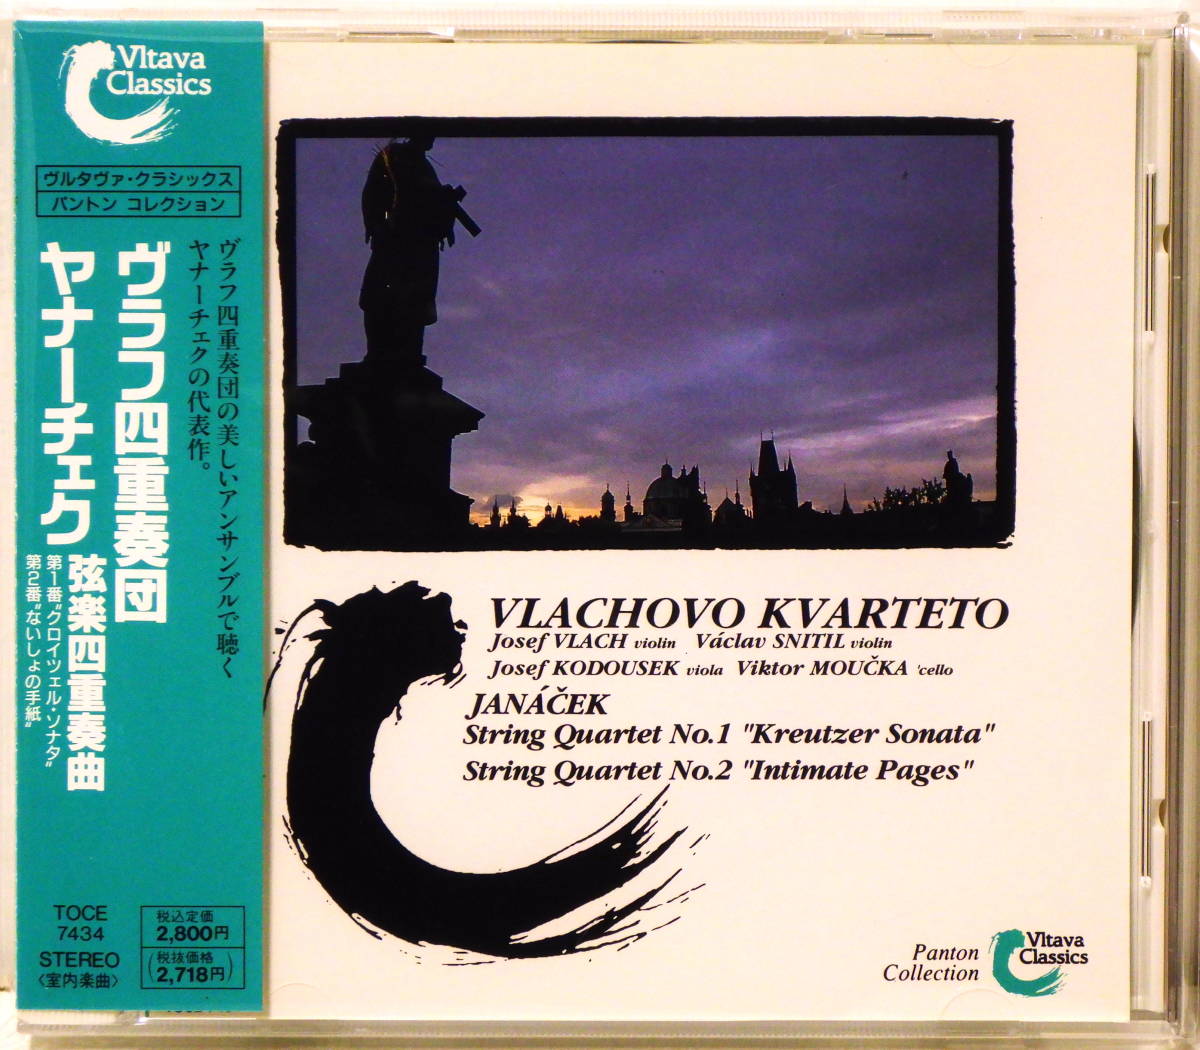 Vltava
Classics
ヴルタヴァ・クラシックス
パントン コレクション
ヴラフ四重奏団の美しいアンサンブルで聴く
ヤナーチェクの代表作。
ヴラフ四重奏団
ヤナーチェク
弦楽四重奏曲
第1番“クロイツェル・ソナタ”
第2番“ないしょの手紙”
TOCE
7434
STEREO
〈室内楽曲〉
税込定価
2,800円
(税抜価格
2,718円)
VLACHOVO KVARTETO
Josef VLACH violin Václav SNITIL violin
Josef KODOUSEK viola Viktor MOUČKA 'cello
JANÁČEK
String Quartet No.1 "Kreutzer Sonata"
String Quartet No.2 "Intimate Pages"
Panton
Collection
Vltava
Classics